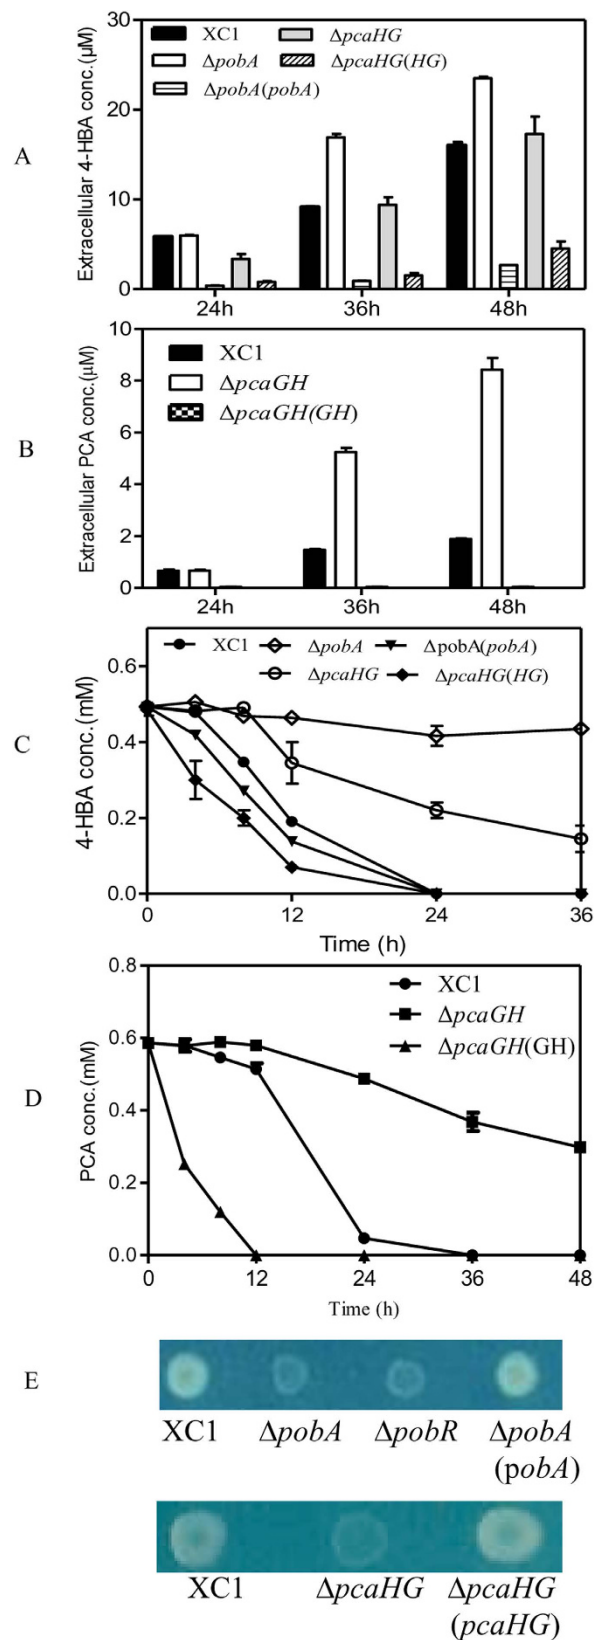 A
Extracellular 4-HBA conc.(μM)
30
20
10
0
XC1
ΔpcaHG
ΔpobA
ΔpcaHG(HG)
ΔpobA(pobA)
24h 36h 48h
B
Extracellular PCA conc.(μM)
10
8
6
4
2
0
XC1
ΔpcaGH
ΔpcaGH(GH)
24h 36h 48h
C
4-HBA conc.(mM)
XC1 ΔpobA ΔpobA(pobA)
ΔpcaHG ΔpcaHG(HG)
0.6
0.4
0.2
0.0
0 12 24 36
Time (h)
D
PCA conc.(mM)
0.8
0.6
0.4
0.2
0.0
XC1
ΔpcaGH
ΔpcaGH(GH)
0 12 24 36 48
Time (h)
E
XC1 ΔpobA ΔpobR ΔpobA
(pobA)
XC1 ΔpcaHG ΔpcaHG
(pcaHG)